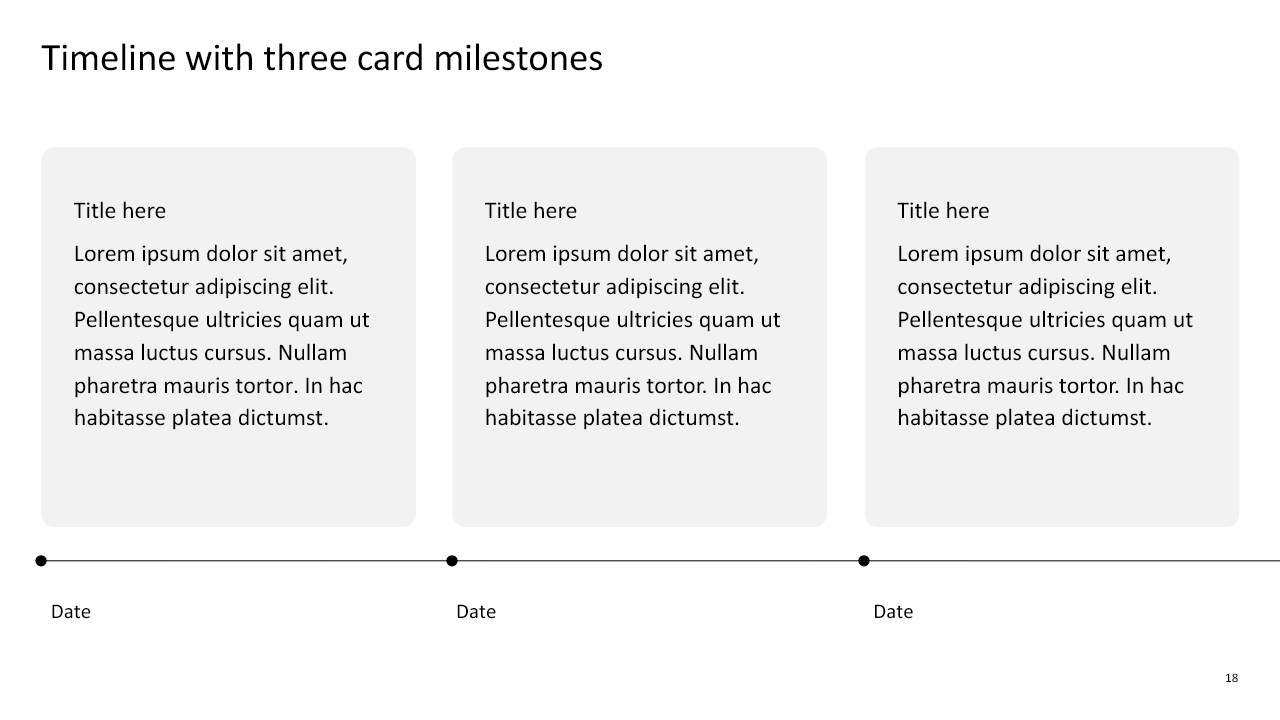 Timeline with three card milestones
Title here
Lorem ipsum dolor sit amet,
consectetur adipiscing elit.
Pellentesque ultricies quam ut
massa luctus cursus. Nullam
pharetra mauris tortor. In hac
habitasse platea dictumst.
Title here
Lorem ipsum dolor sit amet,
consectetur adipiscing elit.
Pellentesque ultricies quam ut
massa luctus cursus. Nullam
pharetra mauris tortor. In hac
habitasse platea dictumst.
Title here
Lorem ipsum dolor sit amet,
consectetur adipiscing elit.
Pellentesque ultricies quam ut
massa luctus cursus. Nullam
pharetra mauris tortor. In hac
habitasse platea dictumst.
Date
Date
Date
18